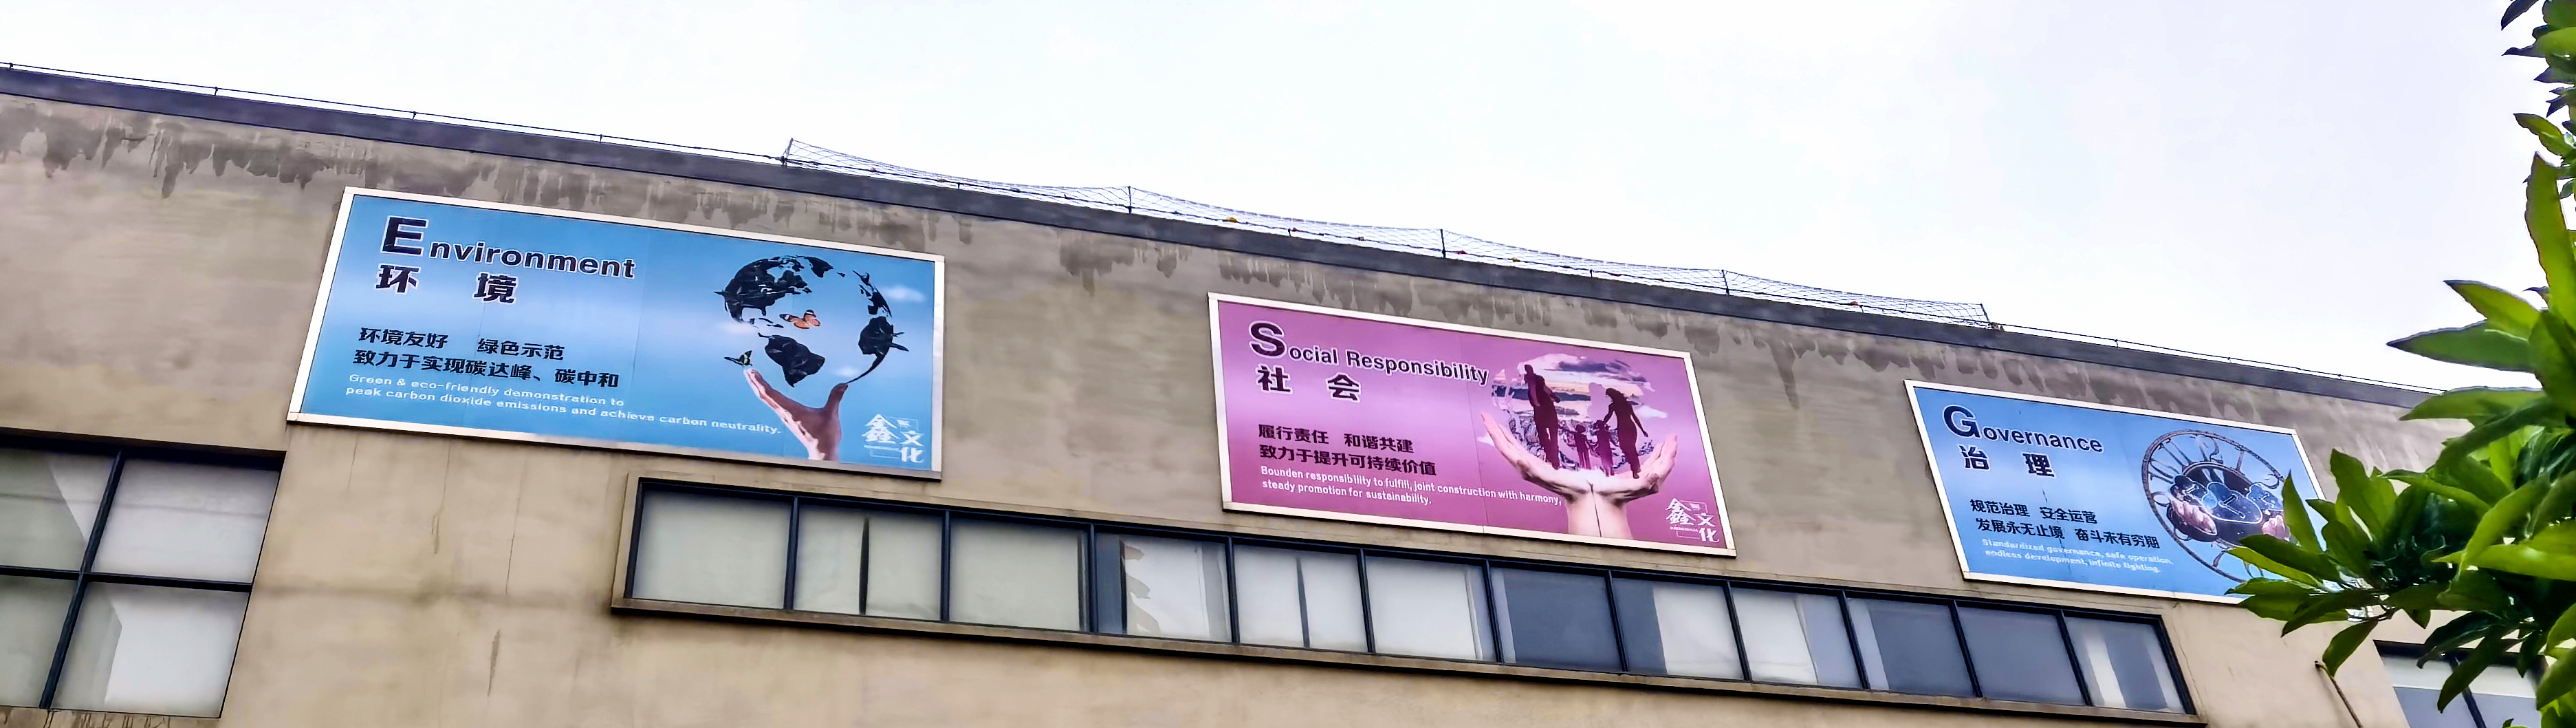 Environment
环 境
环境友好 绿色示范
致力于实现碳达峰、碳中和
Green & eco-friendly demonstration to
peak carbon dioxide emissions and achieve carbon neutrality.
鑫文化
Social Responsibility
社 会
履行责任 和谐共建
致力于提升可持续价值
Bounden responsibility to fulfill, joint construction with harmony,
steady promotion for sustainability.
鑫文化
Governance
治 理
规范治理 安全运营
发展永无止境 奋斗未有穷期
Standardized governance, safe operation,
endless development, infinite fighting.